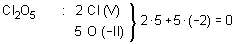 Cl₂O₅ : 2 Cl (V)
5 O (–II) } 2·5+5·(–2) = 0